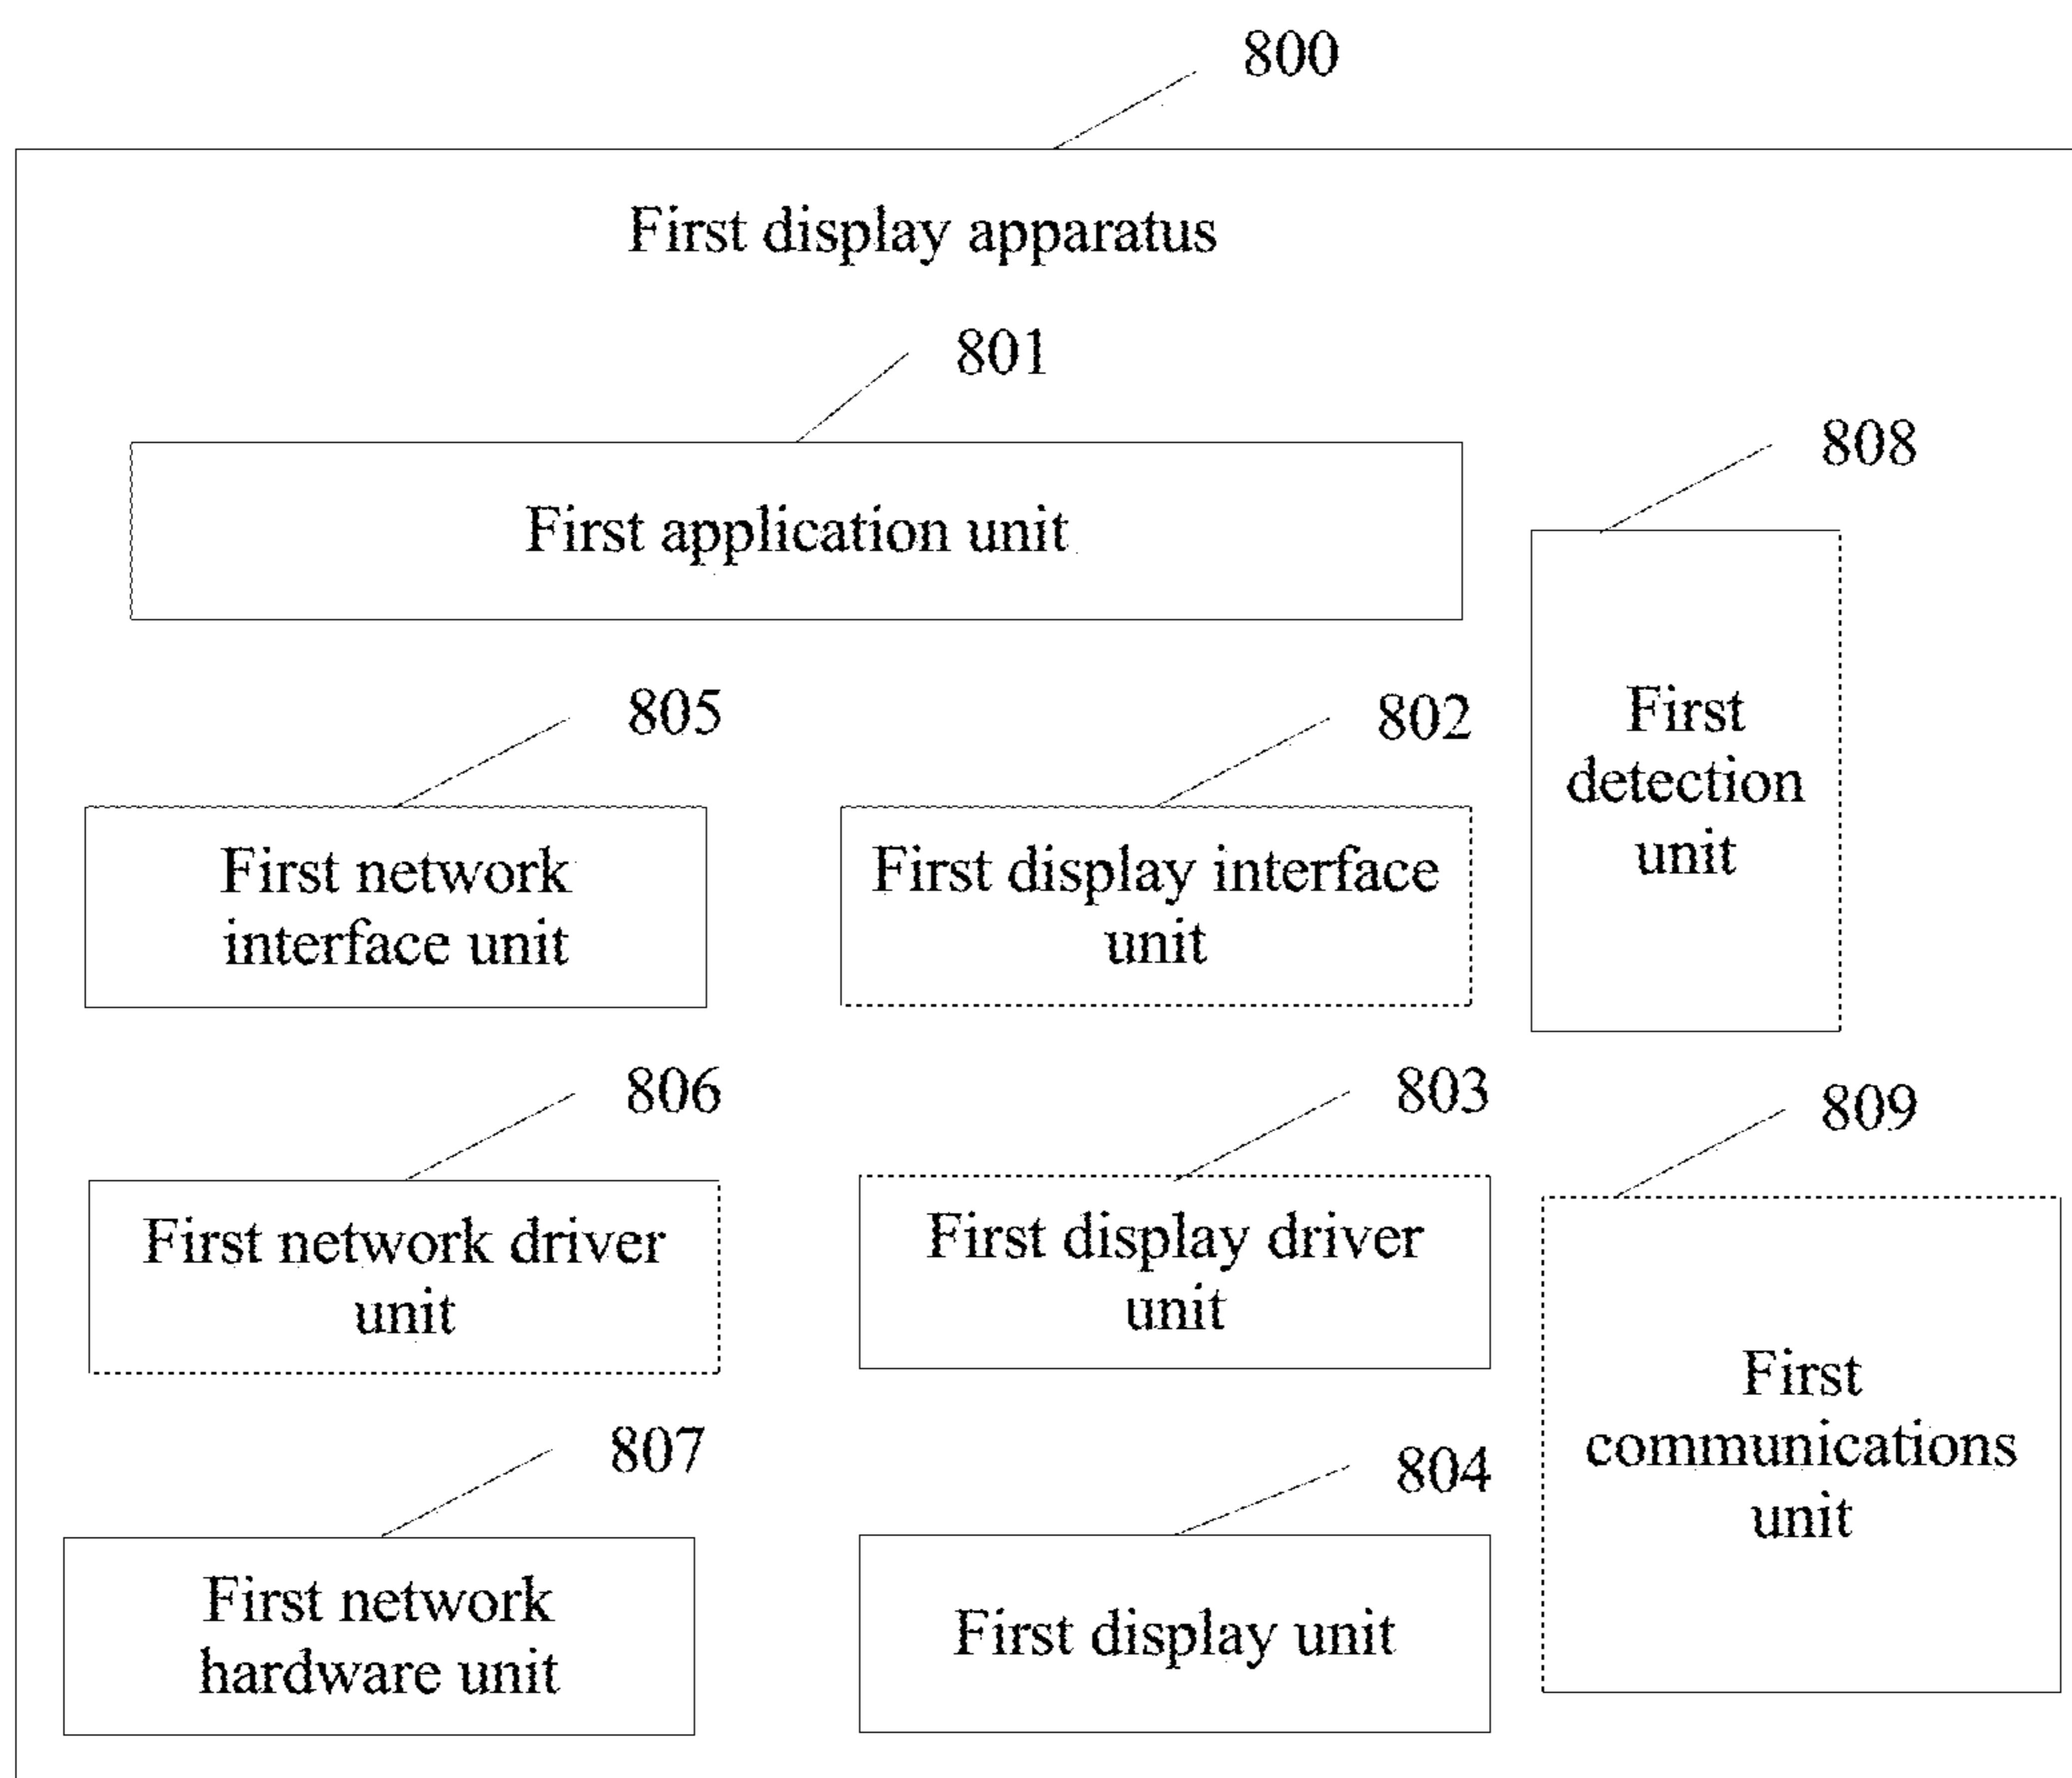 800
First display apparatus
801
First application unit
808
First
detection
unit
805
First network
interface unit
802
First display interface
unit
806
First network driver
unit
803
First display driver
unit
809
First
communications
unit
807
First network
hardware unit
804
First display unit